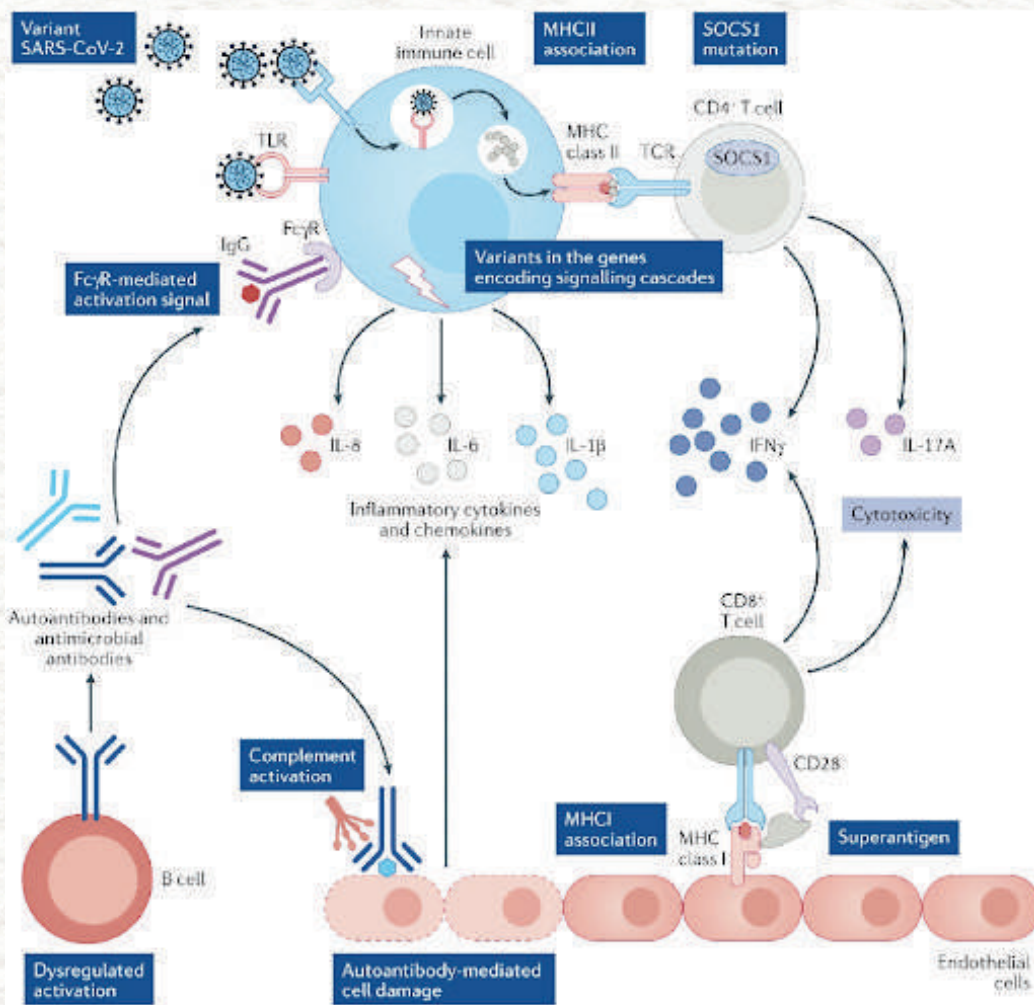 Variant
SARS-CoV-2
Innate
immune cell
MHCII
association
SOCS1
mutation
CD4⁺ T cell
SOCS1
TLR
MHC
class II
TCR
IgG
FcγR
FcγR-mediated
activation signal
Variants in the genes
encoding signalling cascades
IL-8
IL-6
IL-1β
IFNγ
IL-17A
Inflammatory cytokines
and chemokines
Cytotoxicity
Autoantibodies and
antimicrobial
antibodies
CD8⁺
T cell
CD28
Complement
activation
MHCI
association
MHC
class I
Superantigen
B cell
Dysregulated
activation
Autoantibody-mediated
cell damage
Endothelial
cells